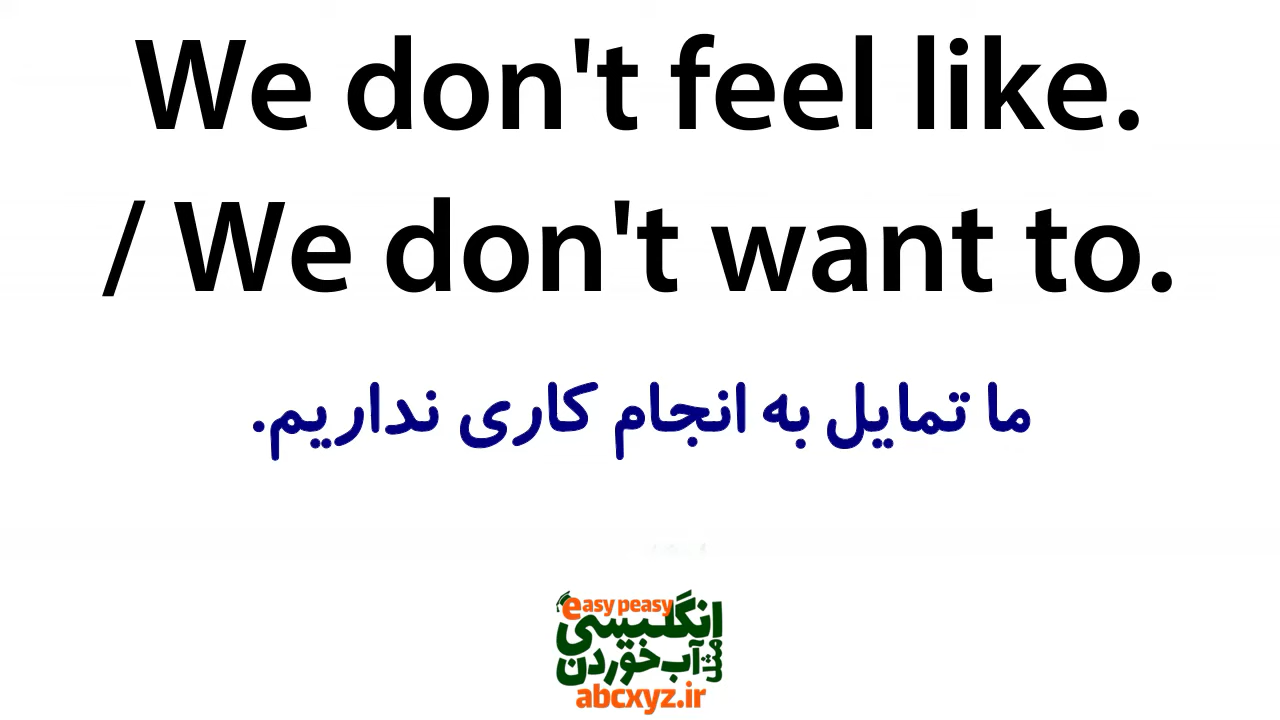 We don't feel like.
/ We don't want to.
ما تمایل به انجام کاری نداریم.
easy peasy
انگلیسی
مثل آب خوردن
abcxyz.ir